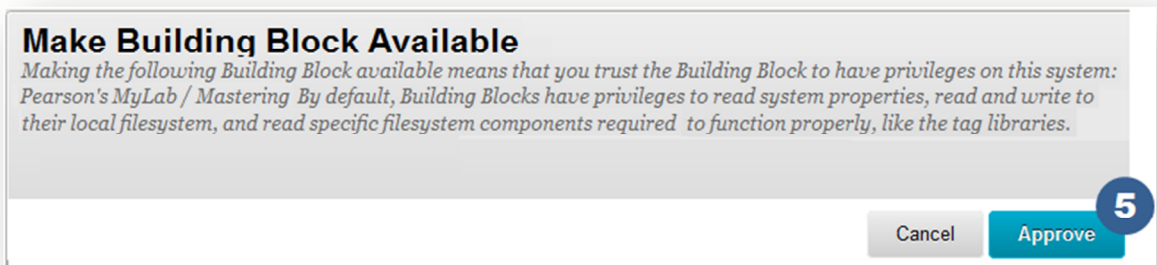 Make Building Block Available
Making the following Building Block available means that you trust the Building Block to have privileges on this system:
Pearson's MyLab / Mastering By default, Building Blocks have privileges to read system properties, read and write to
their local filesystem, and read specific filesystem components required to function properly, like the tag libraries.
5
Cancel Approve